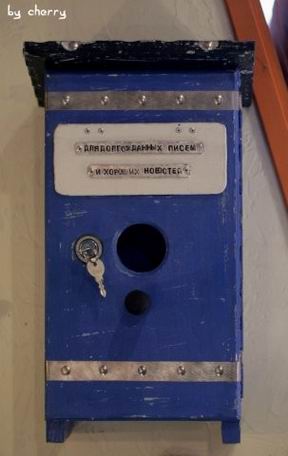 by cherry
ДЛЯ ДОЛГОЖДАННЫХ ПИСЕМ
И ХОРОШИХ НОВОСТЕЙ